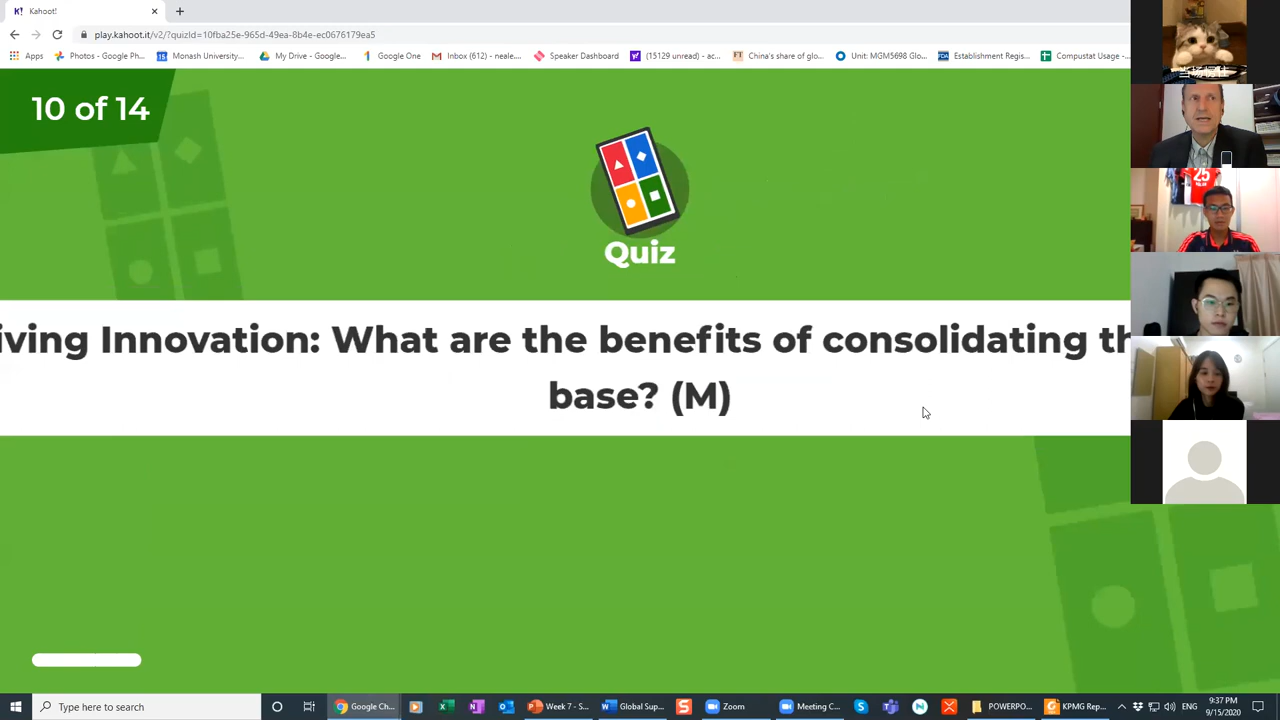 Kahoot!
play.kahoot.it/v2/?quizId=10fba25e-965d-49ea-8b4e-ec0676179ea5
Apps
Photos - Google Ph...
Monash University...
My Drive - Google...
Google One
Inbox (612) - neale...
Speaker Dashboard
(15129 unread) - ac...
China's share of glo...
Unit: MGM5698 Glo...
Establishment Regis...
Compustat Usage -...
10 of 14
Quiz
iving Innovation: What are the benefits of consolidating th
base? (M)
25
Type here to search
Google Ch...
Week 7 - S...
Global Sup...
Zoom
Meeting C...
POWERPO...
KPMG Rep...
ENG
9:37 PM
9/15/2020